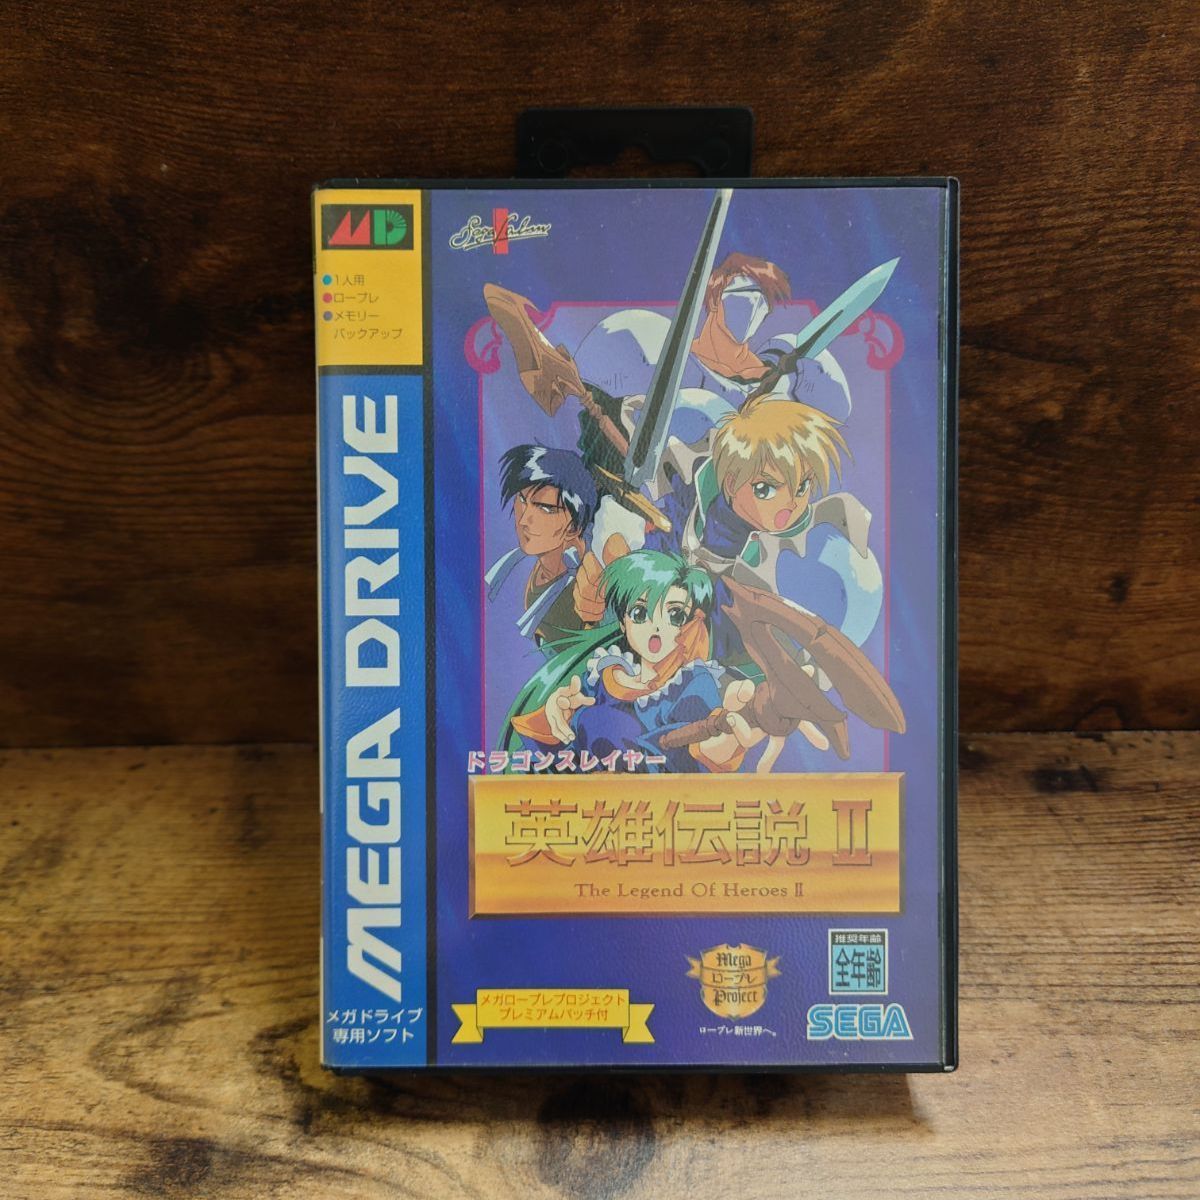 MD
●1人用
●ロープレ
●メモリー
バックアップ
MEGA DRIVE
メガドライブ
専用ソフト
Sega Falcom
ドラゴンスレイヤー
英雄伝説 II
The Legend Of Heroes II
メガロープレプロジェクト
プレミアムバッチ付
Mega
ロープレ
Project
ロープレ新世界へ。
推奨年齢
全年齢
SEGA